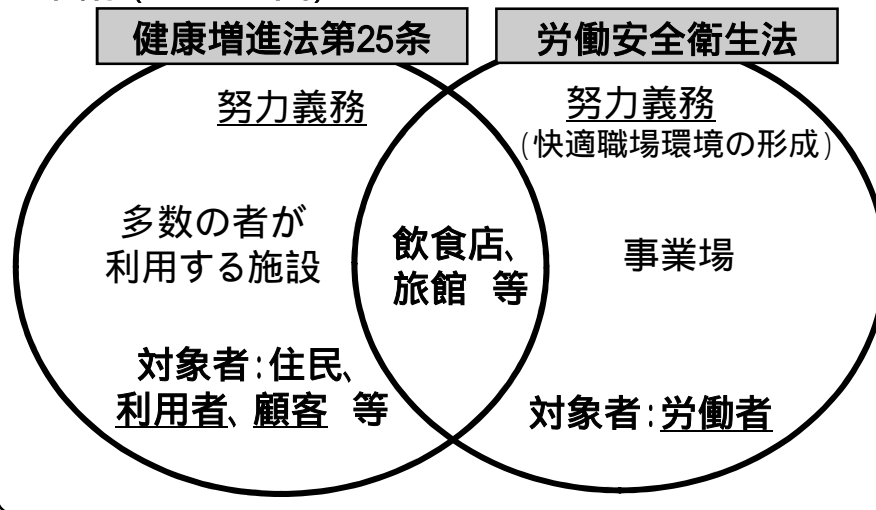 健康増進法第25条
労働安全衛生法
努力義務
努力義務
(快適職場環境の形成)
多数の者が
利用する施設
飲食店、
旅館 等
事業場
対象者:住民、
利用者、顧客 等
対象者:労働者